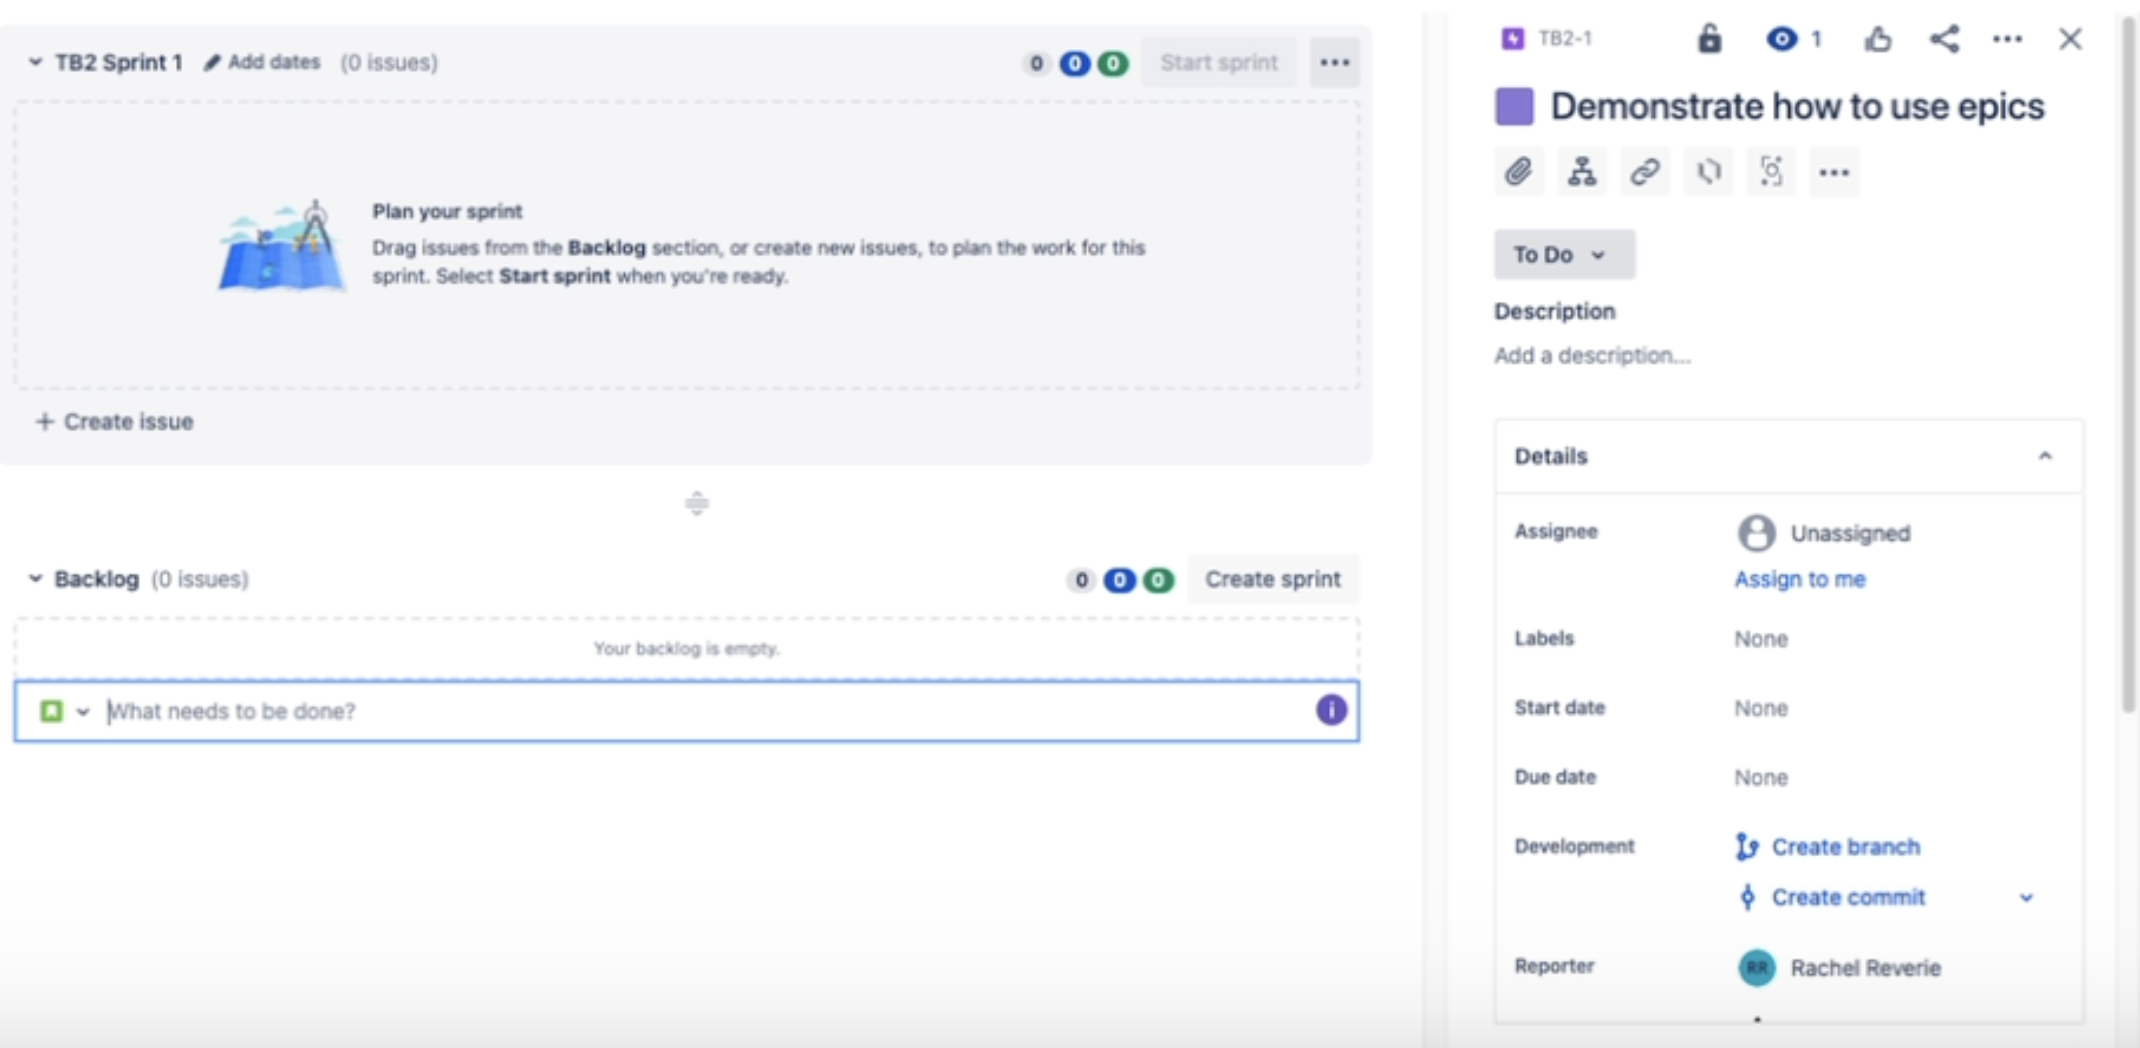 TB2 Sprint 1 Add dates (0 issues) 0 0 0 Start sprint
Plan your sprint
Drag issues from the Backlog section, or create new issues, to plan the work for this
sprint. Select Start sprint when you're ready.
+ Create issue
Backlog (0 issues) 0 0 0 Create sprint
Your backlog is empty.
What needs to be done?
TB2-1 1
Demonstrate how to use epics
To Do
Description
Add a description...
Details
Assignee Unassigned
Assign to me
Labels None
Start date None
Due date None
Development Create branch
Create commit
Reporter RR Rachel Reverie